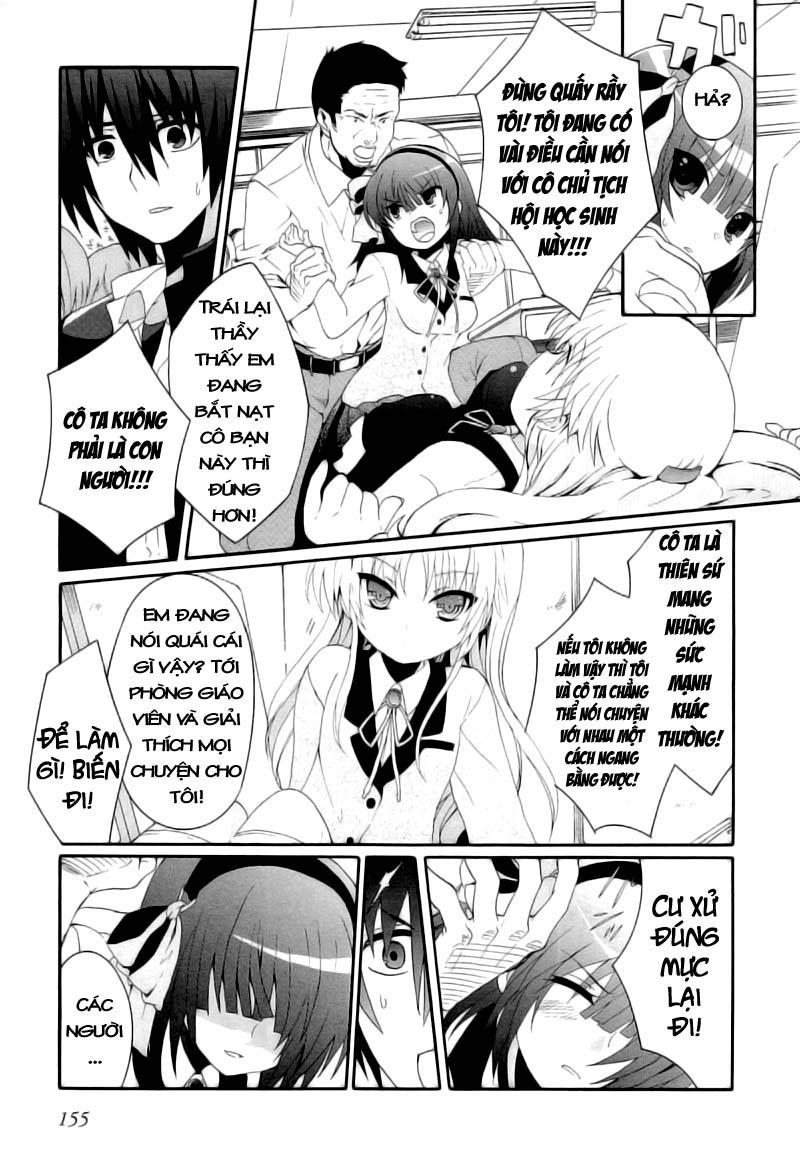 ガッ
HẢ?
ĐỪNG QUẤY RẦY
TÔI! TÔI ĐANG CÓ
VÀI ĐIỀU CẦN NÓI
VỚI CÔ CHỦ TỊCH
HỘI HỌC SINH
NÀY!!!
TRÁI LẠI
THẦY
THẤY EM
ĐANG
BẮT NẠT
CÔ BẠN
NÀY THÌ
ĐÚNG
HƠN!
CÔ TA KHÔNG
PHẢI LÀ CON
NGƯỜI!!!
CÔ TA LÀ
THIÊN SỨ
MANG
NHỮNG
SỨC
MẠNH
KHÁC
THƯỜNG!
NẾU TÔI KHÔNG
LÀM VẬY THÌ TÔI
VÀ CÔ TA CHẲNG
THỂ NÓI CHUYỆN
VỚI NHAU MỘT
CÁCH NGANG
BẰNG ĐƯỢC!
EM ĐANG
NÓI QUÁI CÁI
GÌ VẬY? TỚI
PHÒNG GIÁO
VIÊN VÀ GIẢI
THÍCH MỌI
CHUYỆN CHO
TÔI!
ĐỂ LÀM
GÌ! BIẾN
ĐI!
CƯ XỬ
ĐÚNG
MỰC
LẠI
ĐI!
CÁC
NGƯỜI
...
155